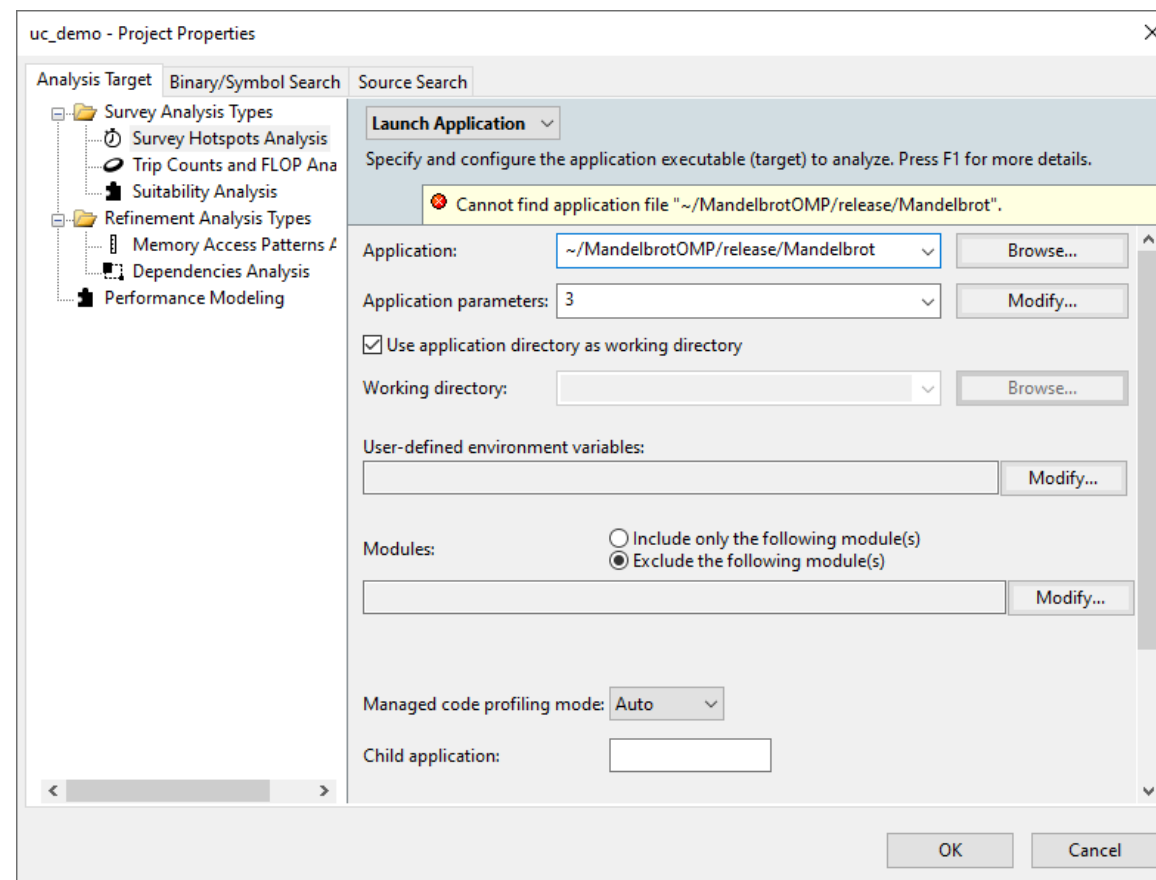 uc_demo - Project Properties
Analysis Target
Binary/Symbol Search
Source Search
Survey Analysis Types
Survey Hotspots Analysis
Trip Counts and FLOP Ana
Suitability Analysis
Refinement Analysis Types
Memory Access Patterns A
Dependencies Analysis
Performance Modeling
Launch Application
Specify and configure the application executable (target) to analyze. Press F1 for more details.
Cannot find application file "~/MandelbrotOMP/release/Mandelbrot".
Application: ~/MandelbrotOMP/release/Mandelbrot Browse...
Application parameters: 3 Modify...
Use application directory as working directory
Working directory: Browse...
User-defined environment variables:
Modify...
Include only the following module(s)
Modules:
Exclude the following module(s)
Modify...
Managed code profiling mode: Auto
Child application:
OK Cancel